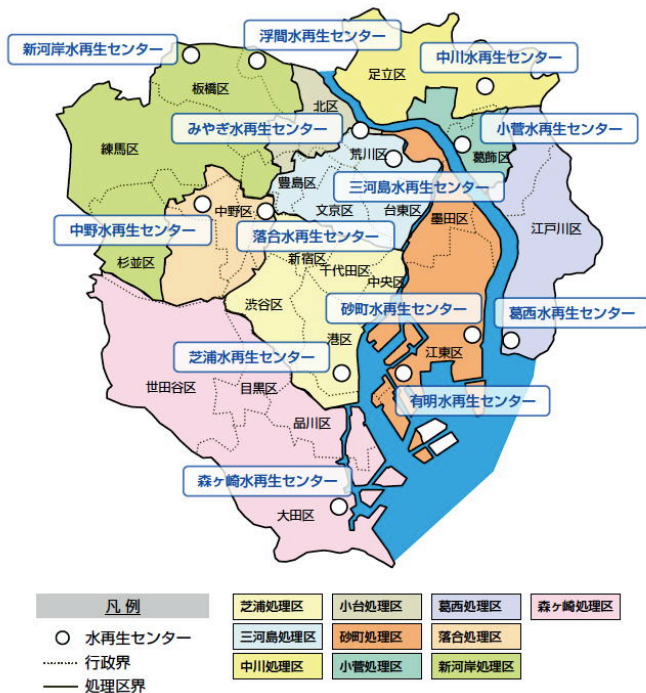 浮間水再生センター
新河岸水再生センター
中川水再生センター
足立区
板橋区
北区
みやぎ水再生センター
小菅水再生センター
練馬区
荒川区
葛飾区
豊島区
三河島水再生センター
文京区
台東区
中野区
墨田区
江戸川区
中野水再生センター
落合水再生センター
新宿区
千代田区
杉並区
中央区
渋谷区
砂町水再生センター
葛西水再生センター
港区
芝浦水再生センター
江東区
世田谷区
目黒区
有明水再生センター
品川区
森ヶ崎水再生センター
大田区
凡例
水再生センター
行政界
処理区界
芝浦処理区
小台処理区
葛西処理区
森ヶ崎処理区
三河島処理区
砂町処理区
落合処理区
中川処理区
小菅処理区
新河岸処理区